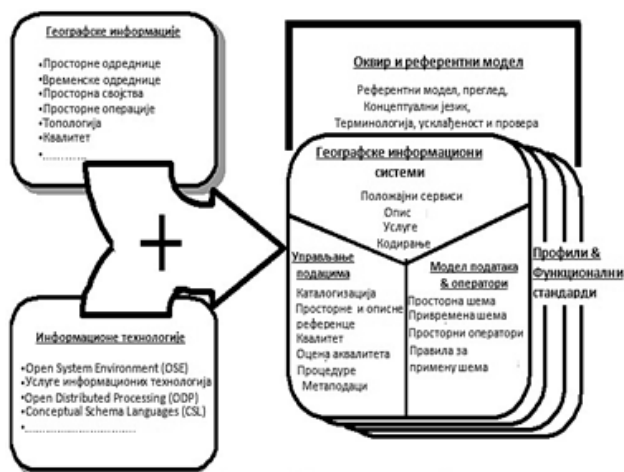 Географске информације
•Просторне одреднице
•Временске одреднице
•Просторна својства
•Просторне операције
•Топологија
•Квалитет
•............
+
Информационе технологије
•Open System Environment (OSE)
•Услуге информационих технологија
•Open Distributed Processing (ODP)
•Conceptual Schema Languages (CSL)
•..............................
Оквир и референтни модел
Референтни модел, преглед,
Концептуални језик,
Терминологија, усклађеност и провера
Географске информациони
системи
Положајни сервиси
Опис
Услуге
Кодирање
Управљање
подацима
Каталогизација
Просторне и описне
референце
Квалитет
Оцена аквалитета
Процедуре
Метаподаци
Модел података
& оператори
Просторна шема
Привремена шема
Просторни оператори
Правила за
примену шема
Профили &
Функционални
стандарди